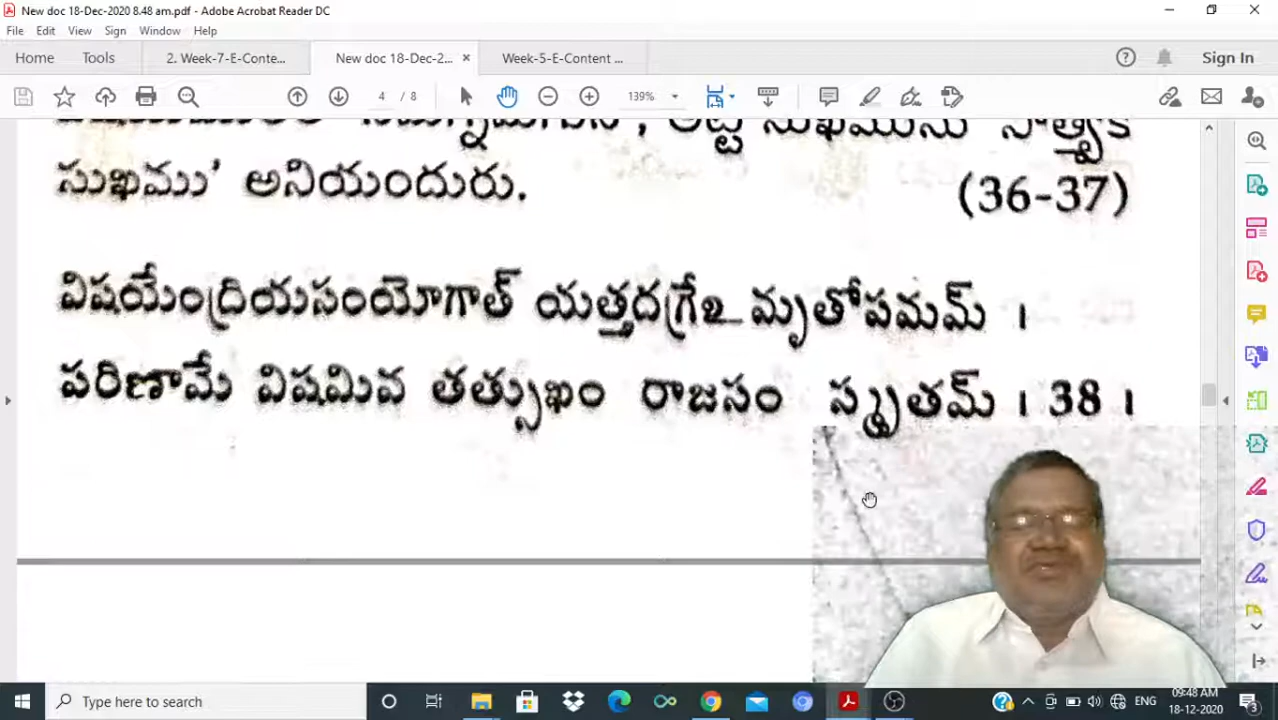 New doc 18-Dec-2020 8.48 am.pdf - Adobe Acrobat Reader DC
File Edit View Sign Window Help
Home Tools 2. Week-7-E-Conte... New doc 18-Dec-2... Week-5-E-Content ... Sign In
4 / 8 139%
సుఖము' అనియందురు. (36-37)
విషయేంద్రియసంయోగాత్ యత్తదగ్రేఽమృతోపమమ్ ।
పరిణామే విషమివ తత్సుఖం రాజసం స్మృతమ్ । 38 ।
Type here to search ENG 09:48 AM
18-12-2020
3